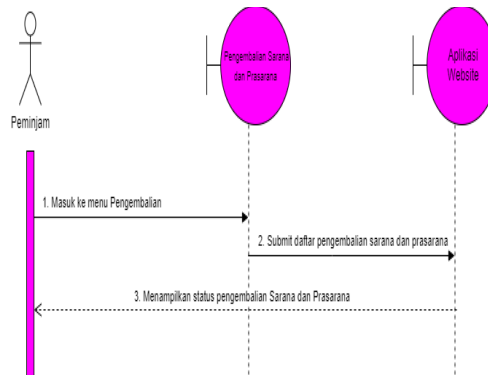 Pengembalian Sarana
dan Prasarana
Aplikasi
Website
Peminjam
1. Masuk ke menu Pengembalian
2. Submit daftar pengembalian sarana dan prasarana
3. Menampilkan status pengembalian Sarana dan Prasarana